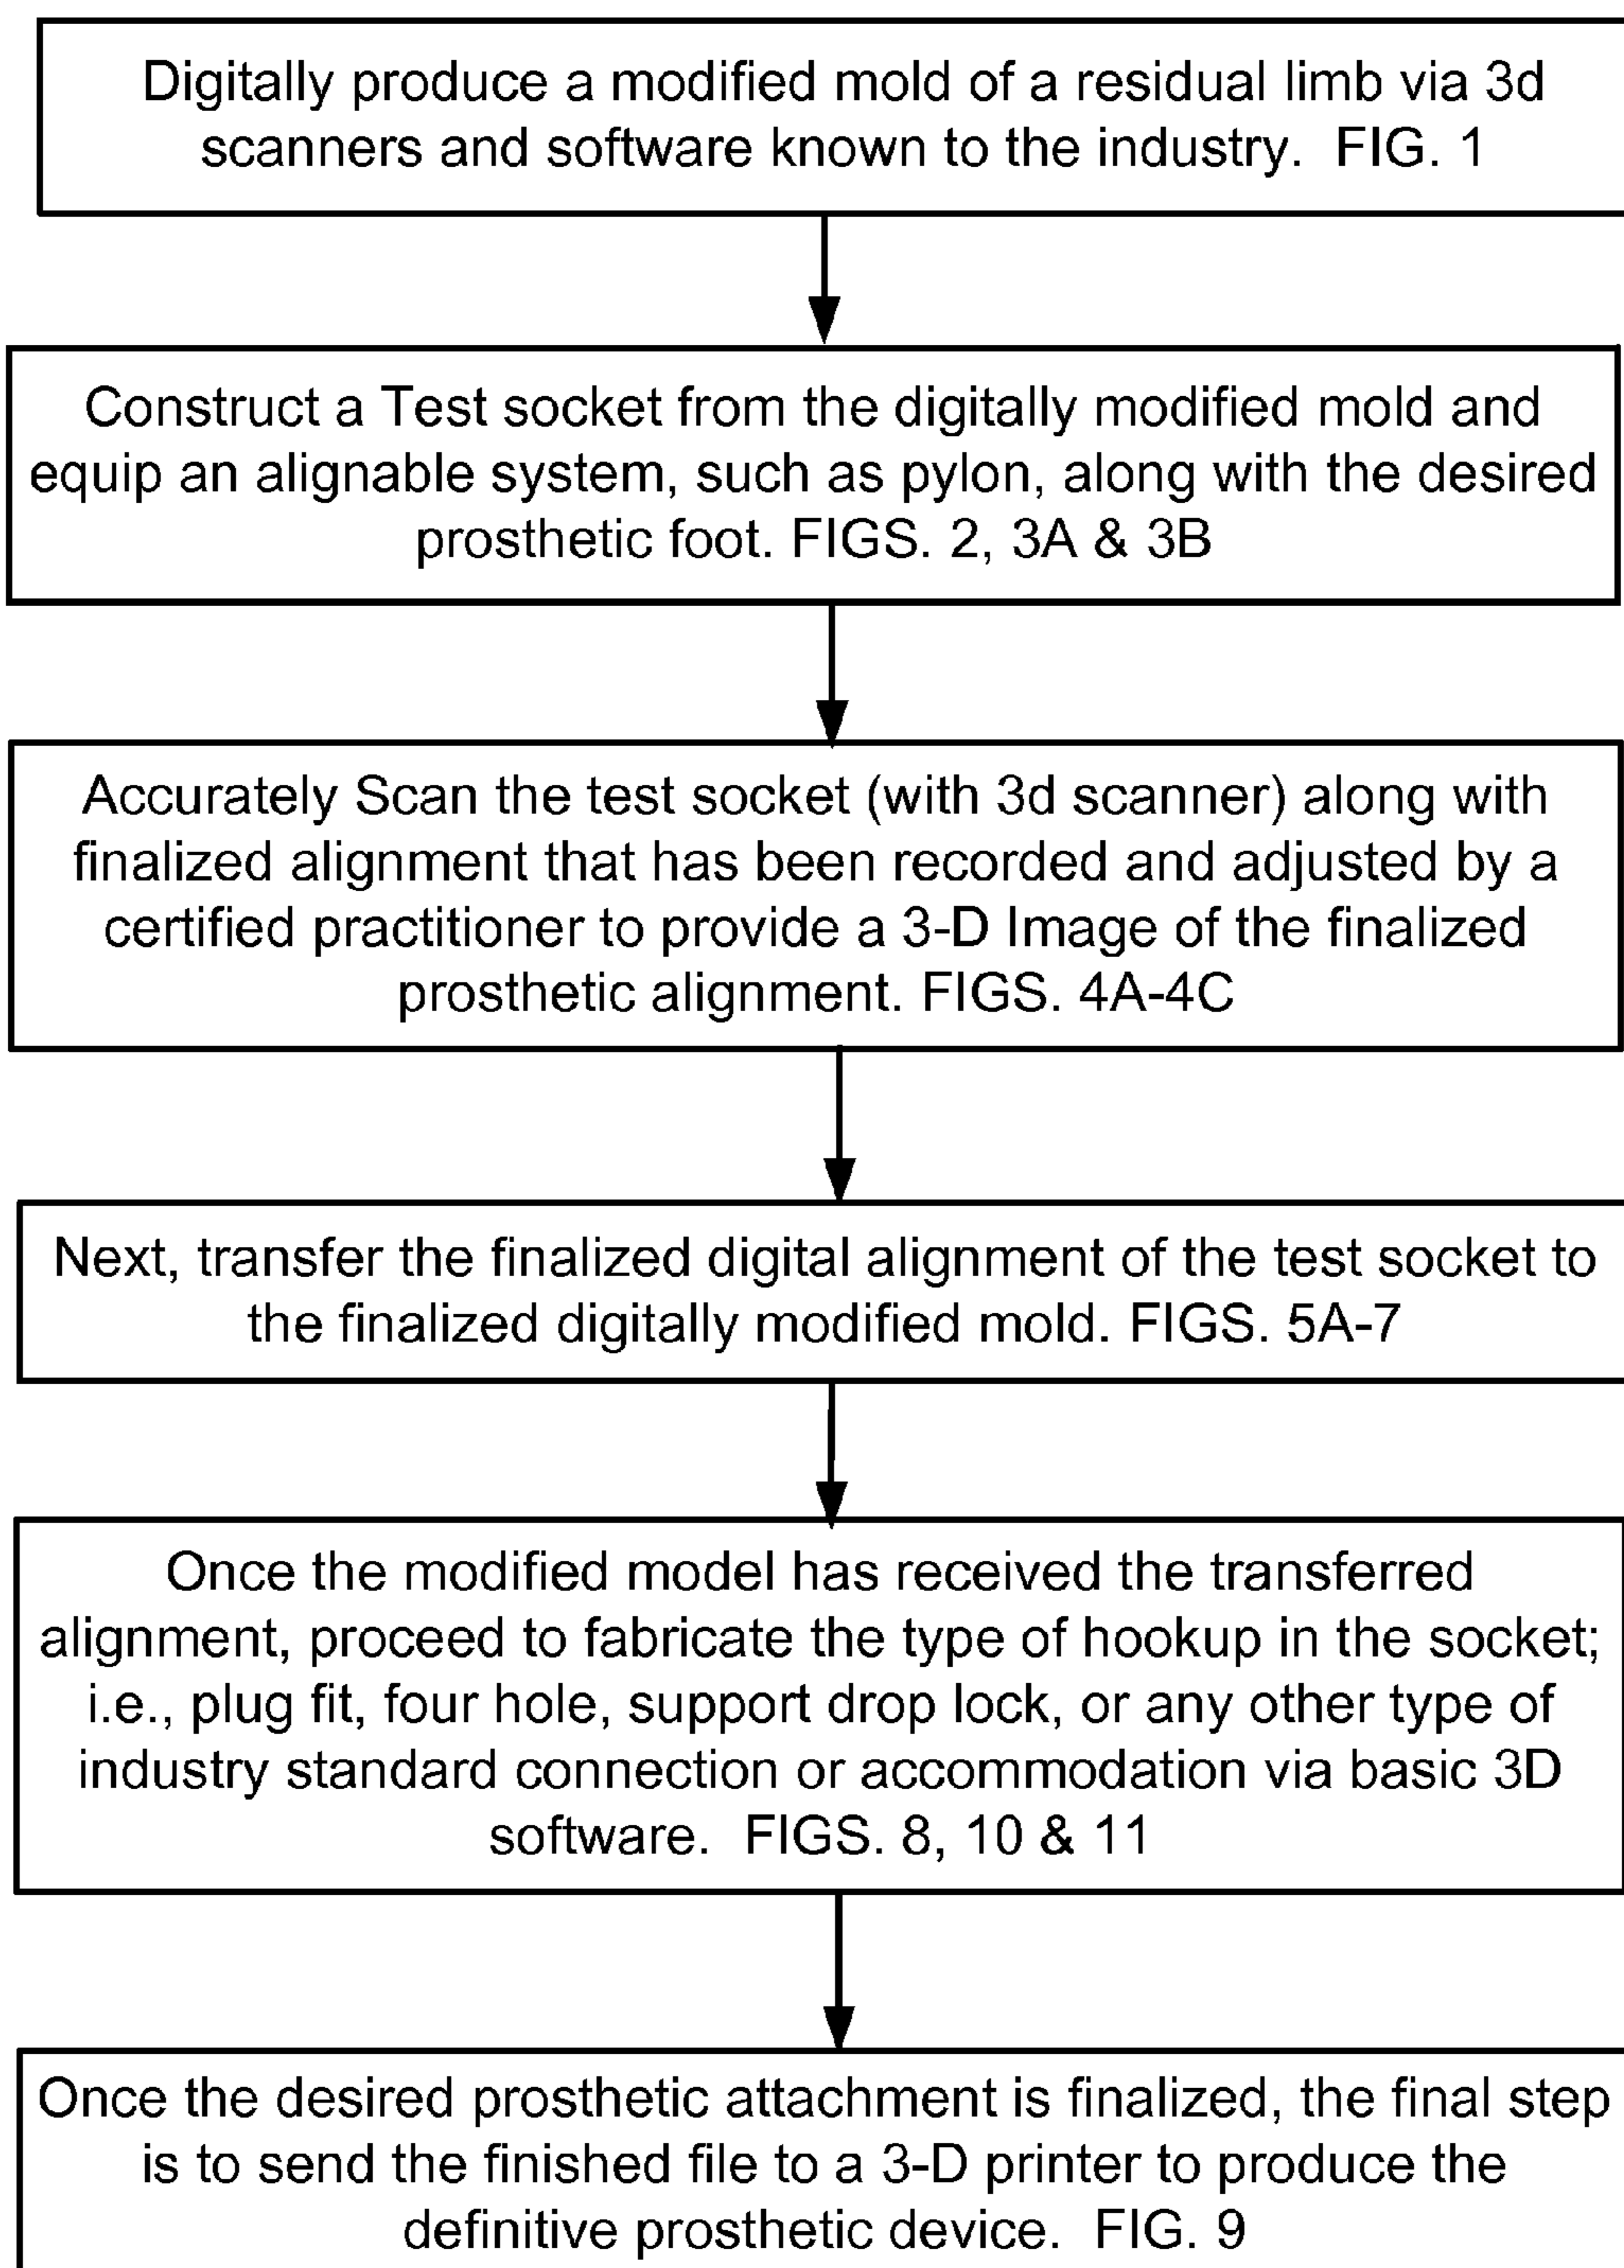 Digitally produce a modified mold of a residual limb via 3d
scanners and software known to the industry.  FIG. 1
Construct a Test socket from the digitally modified mold and
equip an alignable system, such as pylon, along with the desired
prosthetic foot. FIGS. 2, 3A & 3B
Accurately Scan the test socket (with 3d scanner) along with
finalized alignment that has been recorded and adjusted by a
certified practitioner to provide a 3-D Image of the finalized
prosthetic alignment. FIGS. 4A-4C
Next, transfer the finalized digital alignment of the test socket to
the finalized digitally modified mold. FIGS. 5A-7
Once the modified model has received the transferred
alignment, proceed to fabricate the type of hookup in the socket;
i.e., plug fit, four hole, support drop lock, or any other type of
industry standard connection or accommodation via basic 3D
software.  FIGS. 8, 10 & 11
Once the desired prosthetic attachment is finalized, the final step
is to send the finished file to a 3-D printer to produce the
definitive prosthetic device.  FIG. 9